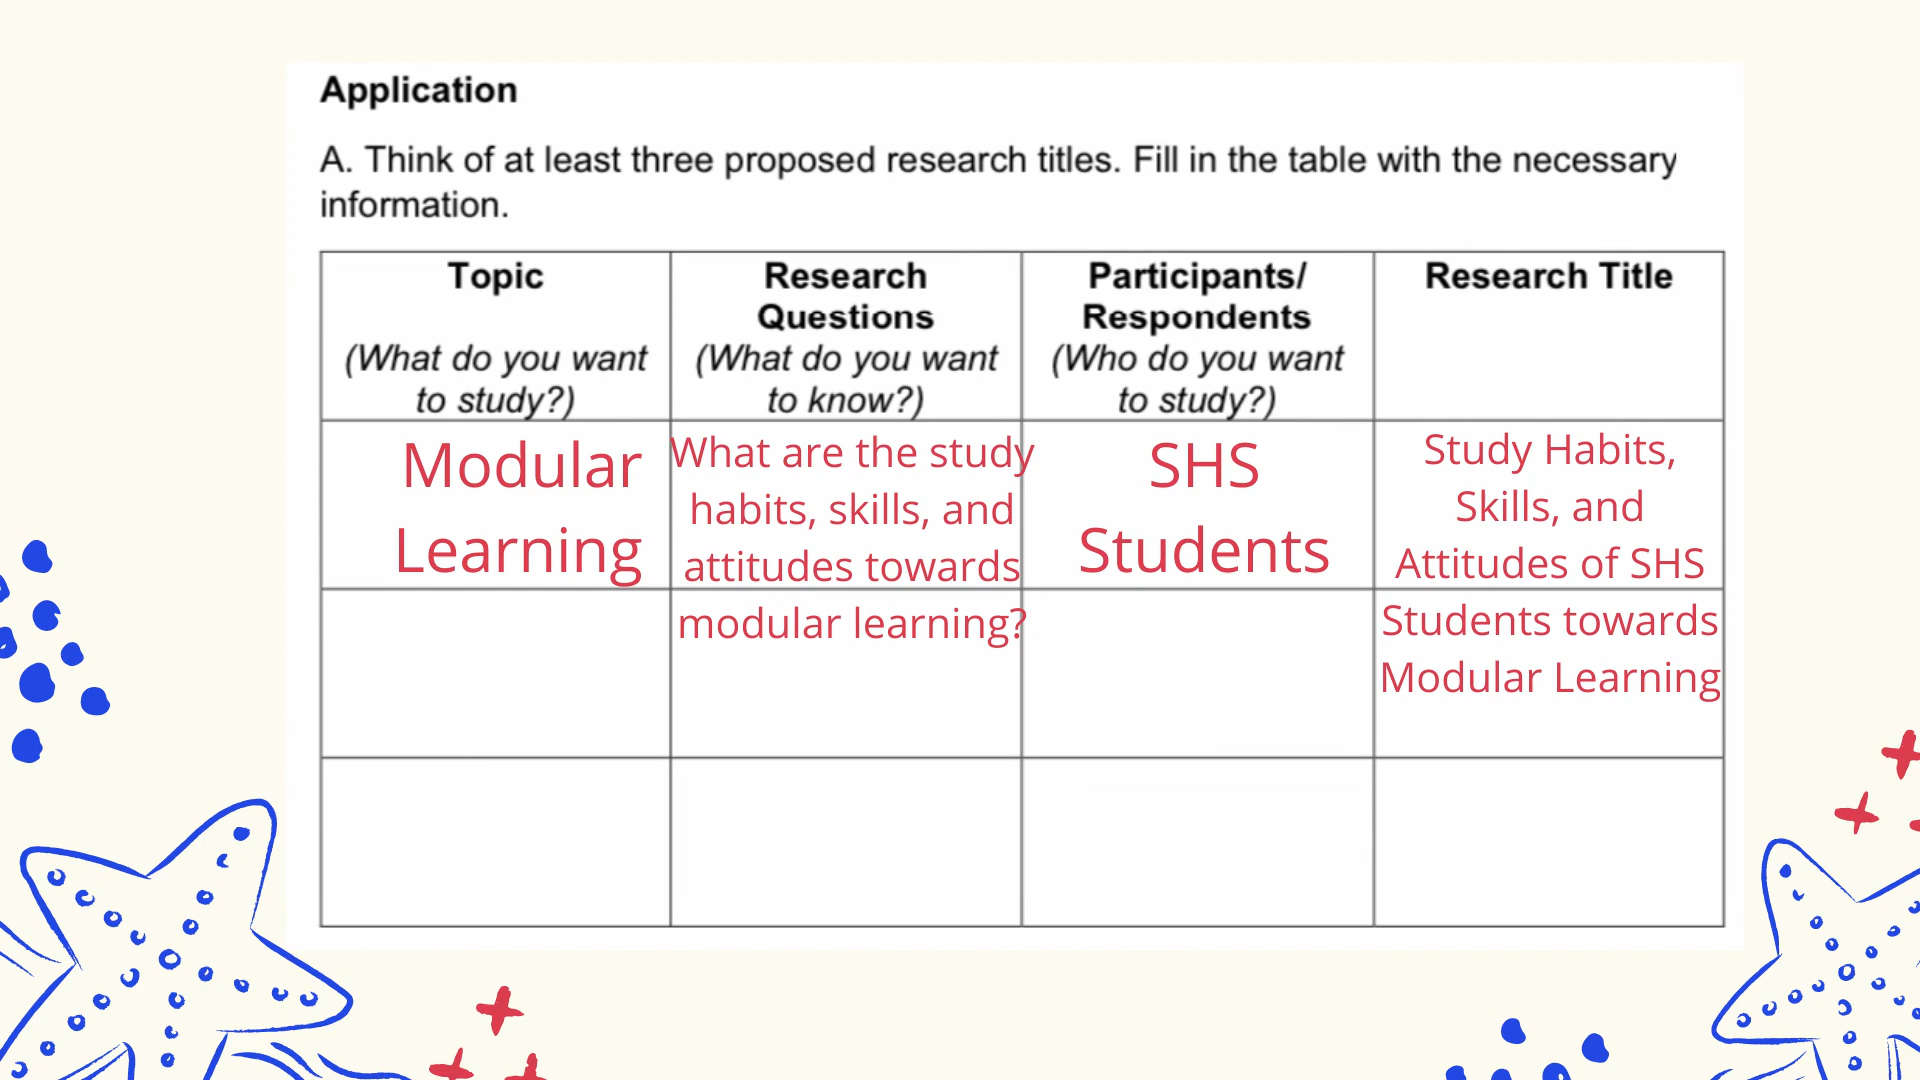 Application
A. Think of at least three proposed research titles. Fill in the table with the necessary
information.
Topic
(What do you want
to study?)
Research
Questions
(What do you want
to know?)
Participants/
Respondents
(Who do you want
to study?)
Research Title
Modular
Learning
What are the study
habits, skills, and
attitudes towards
modular learning?
SHS
Students
Study Habits,
Skills, and
Attitudes of SHS
Students towards
Modular Learning